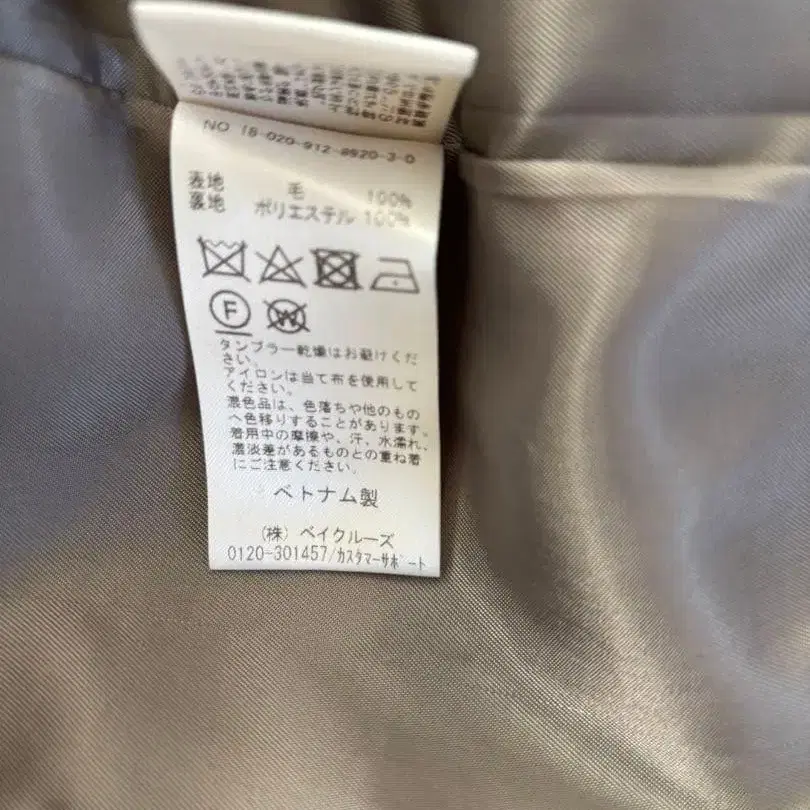 NO 18-020-912-8920-3-0
表地 毛 100%
裏地 ポリエステル 100%
F
W
タンブラー乾燥はお避けくだ
さい。
アイロンは当て布を使用して
ください。
濃色品は、色落ちや他のもの
へ色移りすることがあります。
着用中の摩擦や、汗、水濡れ、
濃淡差があるものとの重ね着
にご注意ください。
ベトナム製
(株) ベイクルーズ
0120-301457/カスタマーサポート